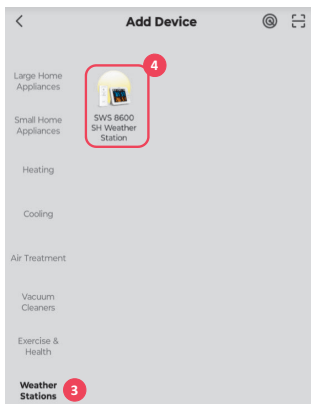 Add Device
4
Large Home
Appliances
SWS 8600
SH Weather
Station
Small Home
Appliances
Heating
Cooling
Air Treatment
Vacuum
Cleaners
Exercise &
Health
Weather
Stations
3